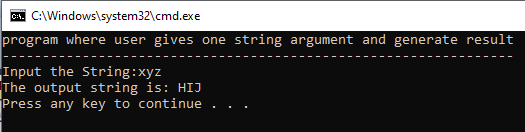 C:\Windows\system32\cmd.exe
program where user gives one string argument and generate result
----------------------------------------------------------------
Input the String:xyz
The output string is: HIJ
Press any key to continue . . .